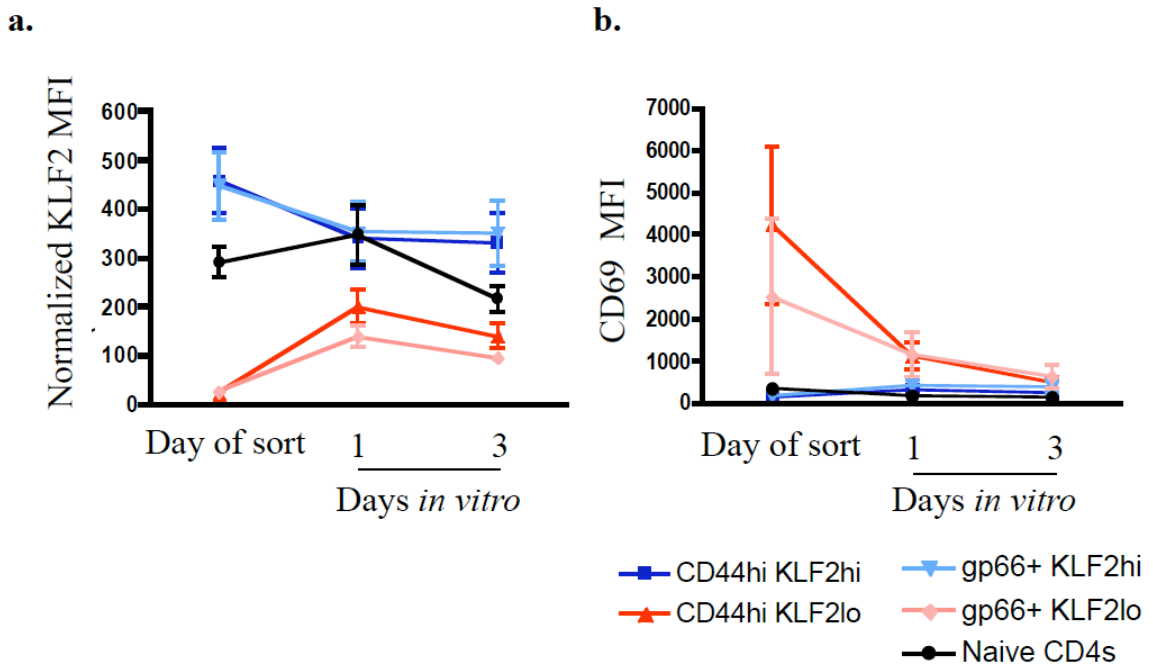 a.
b.
Normalized KLF2 MFI
600
500
400
300
200
100
0
Day of sort
1
3
Days in vitro
CD69 MFI
7000
6000
5000
4000
3000
2000
1000
0
Day of sort
1
3
Days in vitro
CD44hi KLF2hi
CD44hi KLF2lo
gp66+ KLF2hi
gp66+ KLF2lo
Naive CD4s